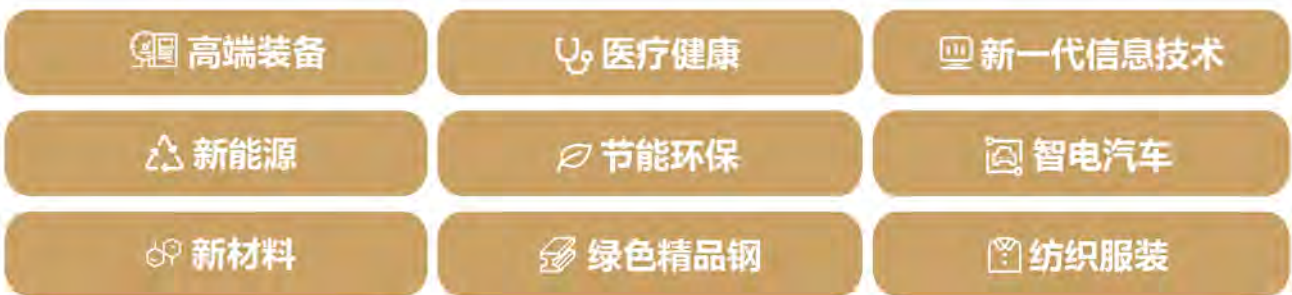 高端装备
医疗健康
新一代信息技术
新能源
节能环保
智电汽车
新材料
绿色精品钢
纺织服装